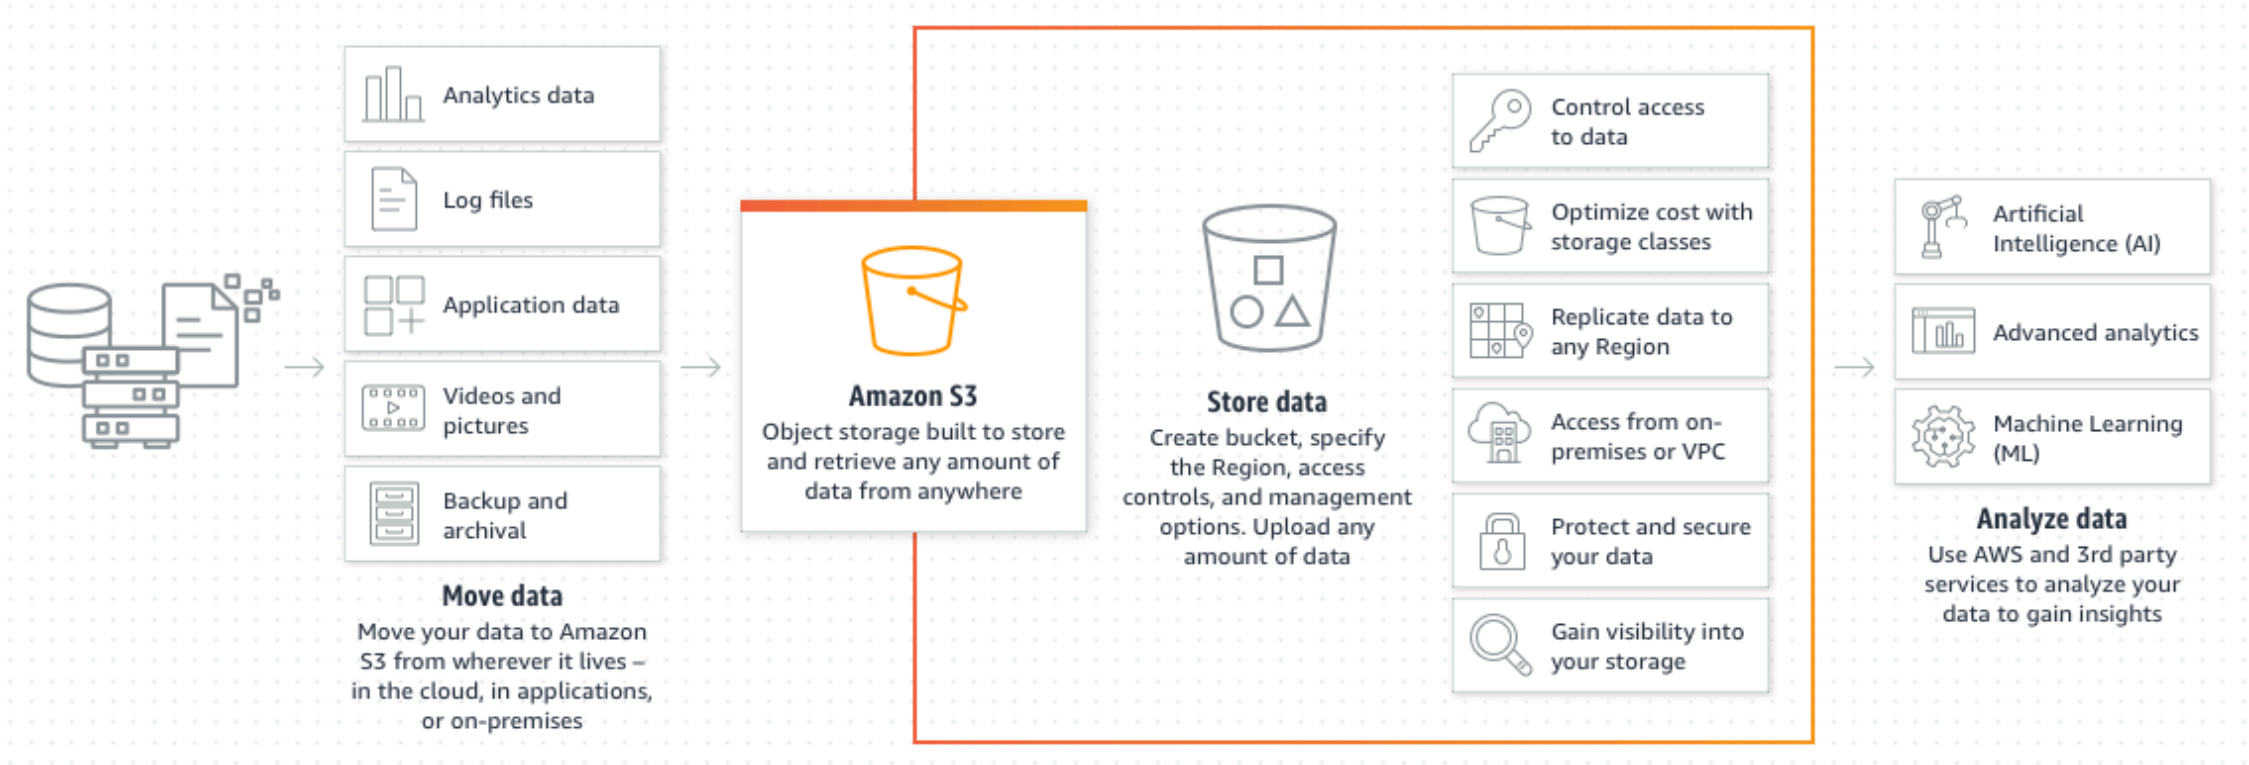 Analytics data
Log files
Application data
Videos and
pictures
Backup and
archival
Move data
Move your data to Amazon
S3 from wherever it lives –
in the cloud, in applications,
or on-premises
Amazon S3
Object storage built to store
and retrieve any amount of
data from anywhere
Store data
Create bucket, specify
the Region, access
controls, and management
options. Upload any
amount of data
Control access
to data
Optimize cost with
storage classes
Replicate data to
any Region
Access from on-
premises or VPC
Protect and secure
your data
Gain visibility into
your storage
Artificial
Intelligence (AI)
Advanced analytics
Machine Learning
(ML)
Analyze data
Use AWS and 3rd party
services to analyze your
data to gain insights